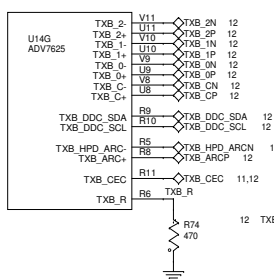 U14G
ADV7625
TXB_2- V11 TXB_2N 12
TXB_2+ U11 TXB_2P 12
TXB_1- V10 TXB_1N 12
TXB_1+ U10 TXB_1P 12
TXB_0- V9 TXB_0N 12
TXB_0+ U9 TXB_0P 12
TXB_C- V8 TXB_CN 12
TXB_C+ U8 TXB_CP 12
TXB_DDC_SDA R9 TXB_DDC_SDA 12
TXB_DDC_SCL R10 TXB_DDC_SCL 12
TXB_HPD_ARC- R5 TXB_HPD_ARCN 1
TXB_ARC+ R8 TXB_ARCP 12
TXB_CEC R11 TXB_CEC 11,12
TXB_R R6 TXB_R
R74 12 TXB
470